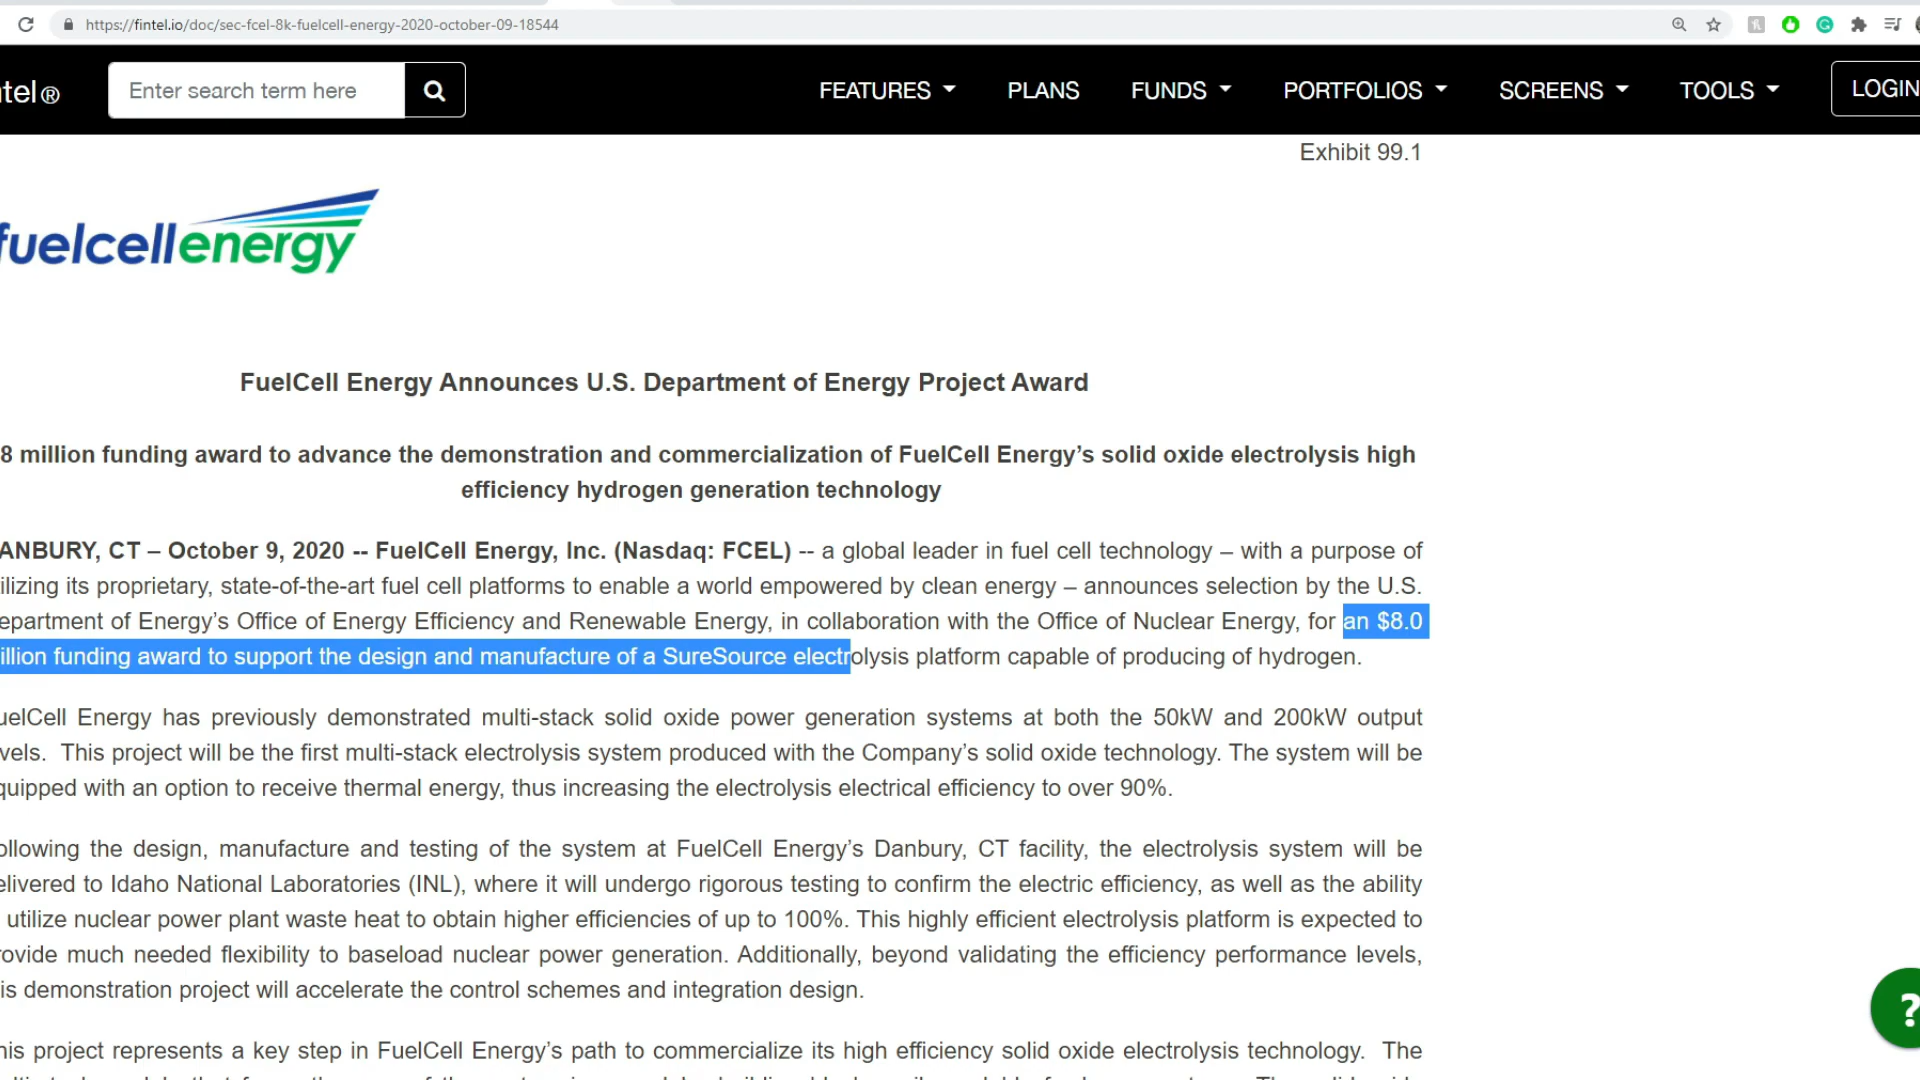 https://fintel.io/doc/sec-fcel-8k-fuelcell-energy-2020-october-09-18544
ntel®
Enter search term here
FEATURES
PLANS
FUNDS
PORTFOLIOS
SCREENS
TOOLS
LOGIN
Exhibit 99.1
fuelcellenergy
FuelCell Energy Announces U.S. Department of Energy Project Award
8 million funding award to advance the demonstration and commercialization of FuelCell Energy’s solid oxide electrolysis high
efficiency hydrogen generation technology
ANBURY, CT – October 9, 2020 -- FuelCell Energy, Inc. (Nasdaq: FCEL) -- a global leader in fuel cell technology – with a purpose of
ilizing its proprietary, state-of-the-art fuel cell platforms to enable a world empowered by clean energy – announces selection by the U.S.
epartment of Energy’s Office of Energy Efficiency and Renewable Energy, in collaboration with the Office of Nuclear Energy, for an $8.0
illion funding award to support the design and manufacture of a SureSource electrolysis platform capable of producing of hydrogen.
uelCell Energy has previously demonstrated multi-stack solid oxide power generation systems at both the 50kW and 200kW output
vels. This project will be the first multi-stack electrolysis system produced with the Company’s solid oxide technology. The system will be
quipped with an option to receive thermal energy, thus increasing the electrolysis electrical efficiency to over 90%.
ollowing the design, manufacture and testing of the system at FuelCell Energy’s Danbury, CT facility, the electrolysis system will be
elivered to Idaho National Laboratories (INL), where it will undergo rigorous testing to confirm the electric efficiency, as well as the ability
utilize nuclear power plant waste heat to obtain higher efficiencies of up to 100%. This highly efficient electrolysis platform is expected to
rovide much needed flexibility to baseload nuclear power generation. Additionally, beyond validating the efficiency performance levels,
is demonstration project will accelerate the control schemes and integration design.
?
his project represents a key step in FuelCell Energy’s path to commercialize its high efficiency solid oxide electrolysis technology. The